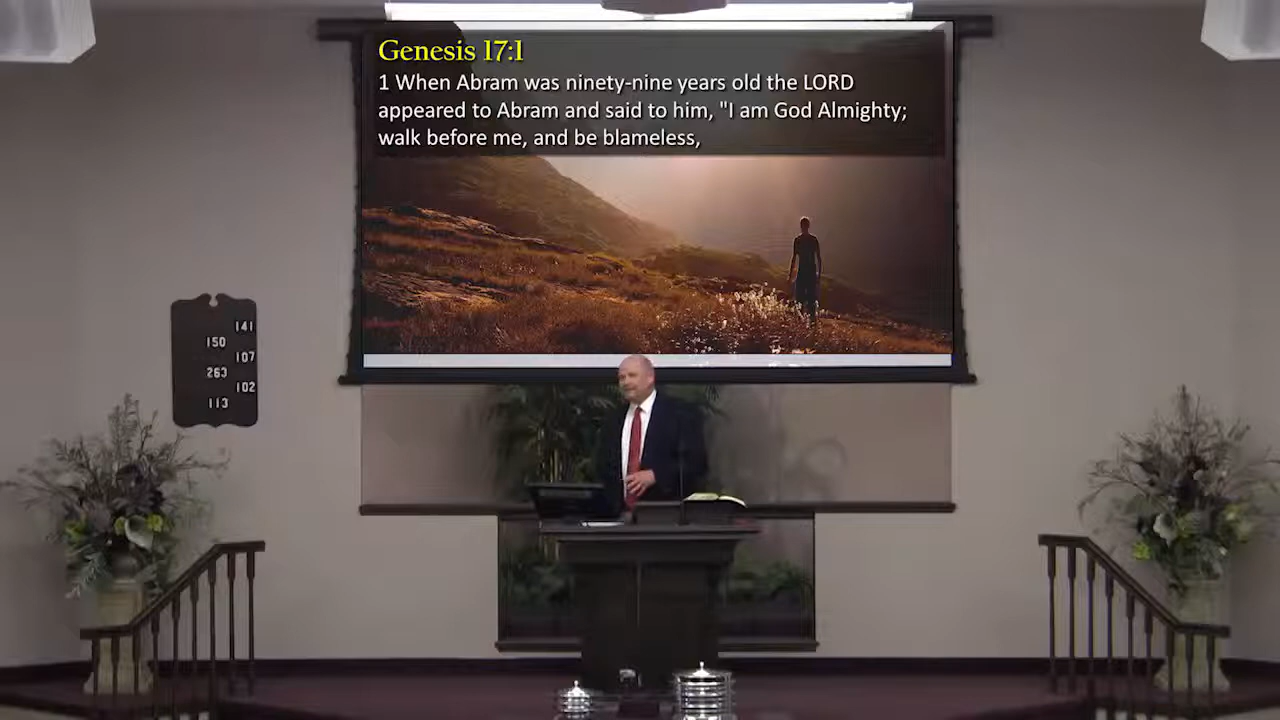 Genesis 17:1
1 When Abram was ninety-nine years old the LORD
appeared to Abram and said to him, "I am God Almighty;
walk before me, and be blameless,
141
150
107
263
102
113